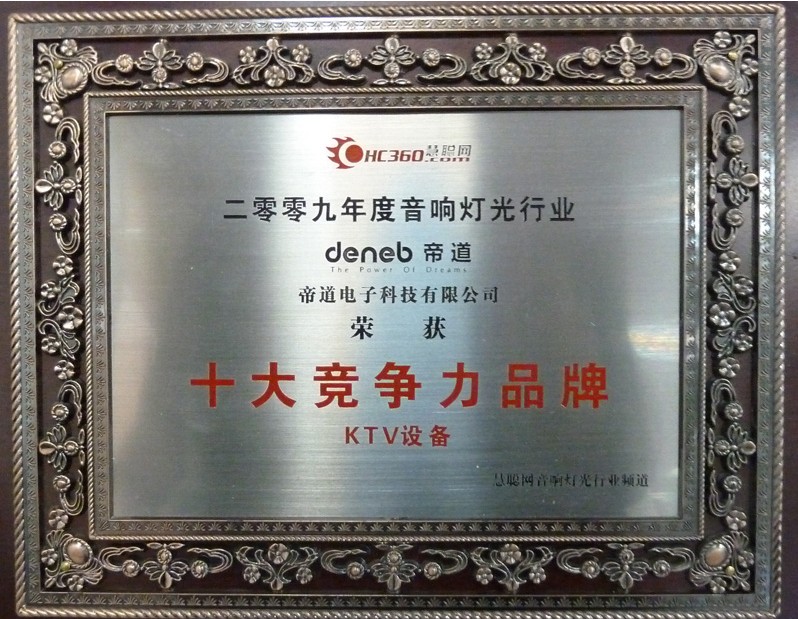 HC360慧聪网
.com
二零零九年度音响灯光行业
deneb 帝道
The Power Of Dreams
帝道电子科技有限公司
荣 获
十大竞争力品牌
KTV设备
慧聪网音响灯光行业频道